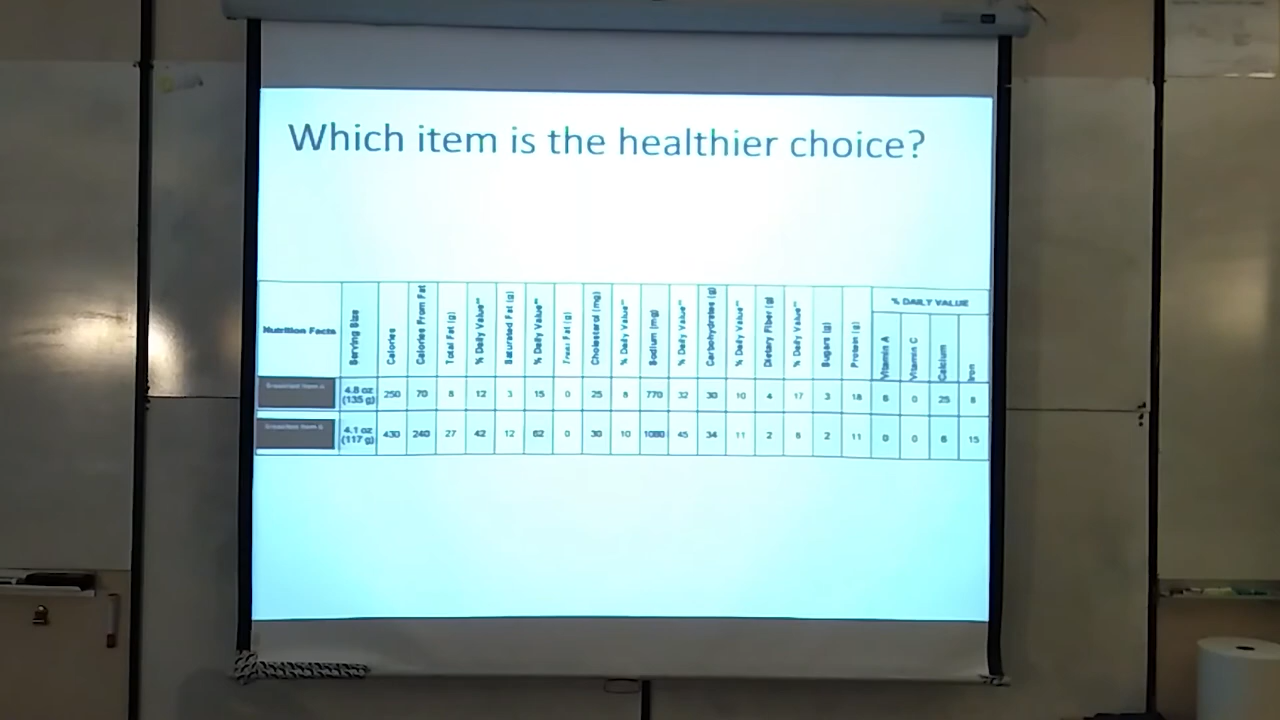 Which item is the healthier choice?
Nutrition Facts Serving Size Calories Calories From Fat Total Fat (g) % Daily Value** Saturated Fat (g) % Daily Value** Trans Fat (g) Cholesterol (mg) % Daily Value** Sodium (mg) % Daily Value** Carbohydrates (g) % Daily Value** Dietary Fiber (g) % Daily Value** Sugars (g) Protein (g) % DAILY VALUE
Vitamin A Vitamin C Calcium Iron
Breakfast Item A 4.8 oz (135 g) 250 70 8 12 3 15 0 25 8 770 32 30 10 4 17 3 18 6 0 25 8
Breakfast Item B 4.1 oz (117 g) 430 240 27 42 12 62 0 30 10 1080 45 34 11 2 8 2 11 0 0 6 15